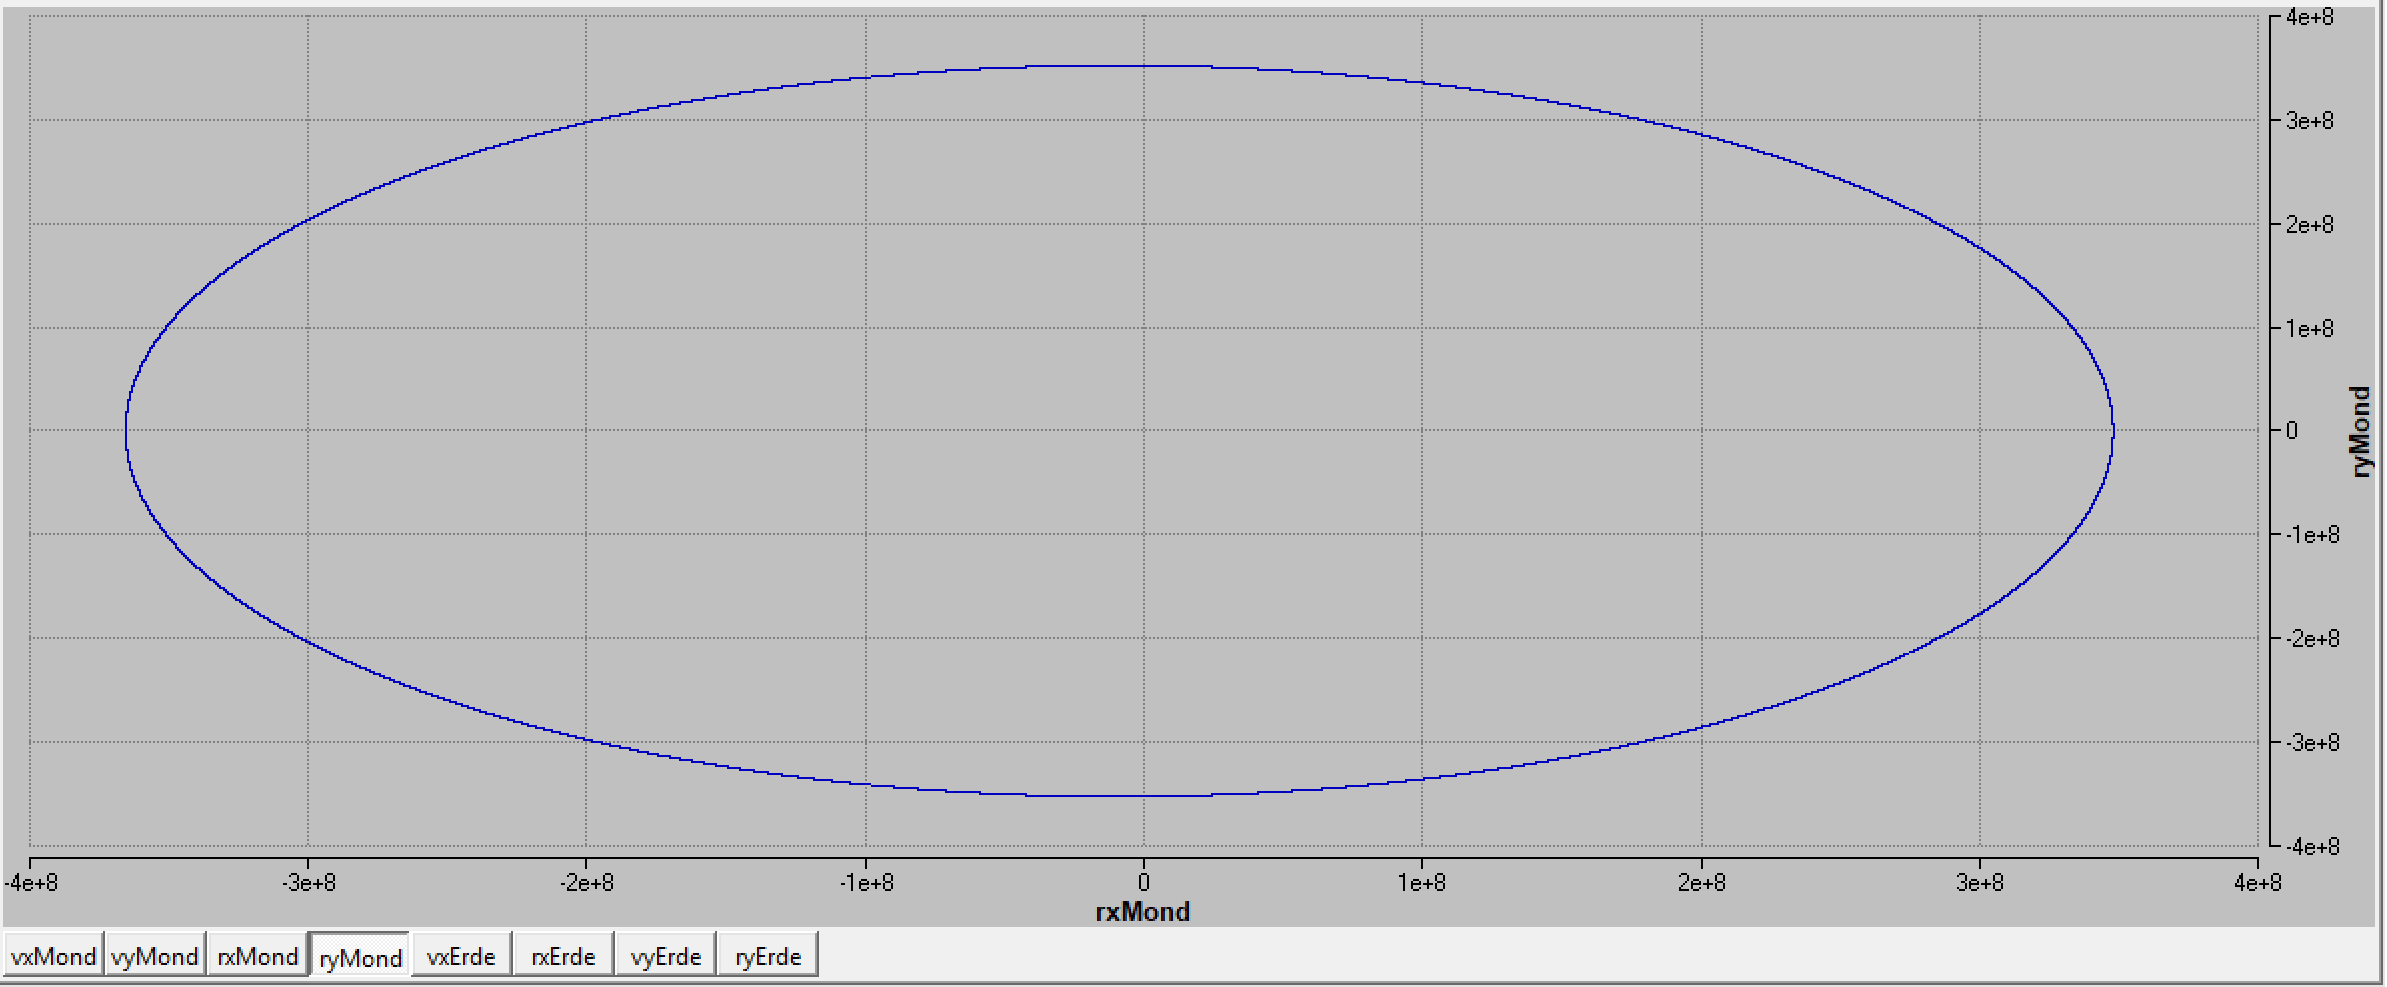 4e+8
3e+8
2e+8
1e+8
0
-1e+8
-2e+8
-3e+8
-4e+8
ryMond
-4e+8 -3e+8 -2e+8 -1e+8 0 1e+8 2e+8 3e+8 4e+8
rxMond
vxMond vyMond rxMond ryMond vxErde rxErde vyErde ryErde